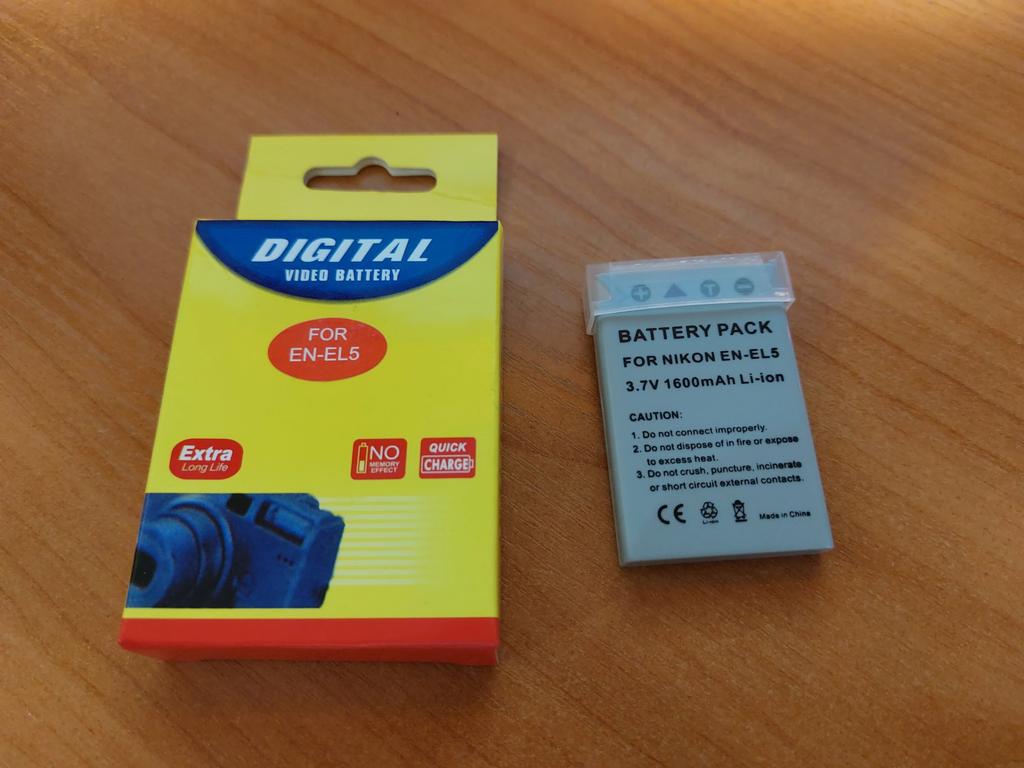 DIGITAL
VIDEO BATTERY
FOR
EN-EL5
Extra
Long Life
NO
MEMORY
EFFECT
QUICK
CHARGE
+ T -
BATTERY PACK
FOR NIKON EN-EL5
3.7V 1600mAh Li-ion
CAUTION:
1. Do not connect improperly.
2. Do not dispose of in fire or expose
to excess heat.
3. Do not crush, puncture, incinerate
or short circuit external contacts.
CE
Li-ion
Made in China